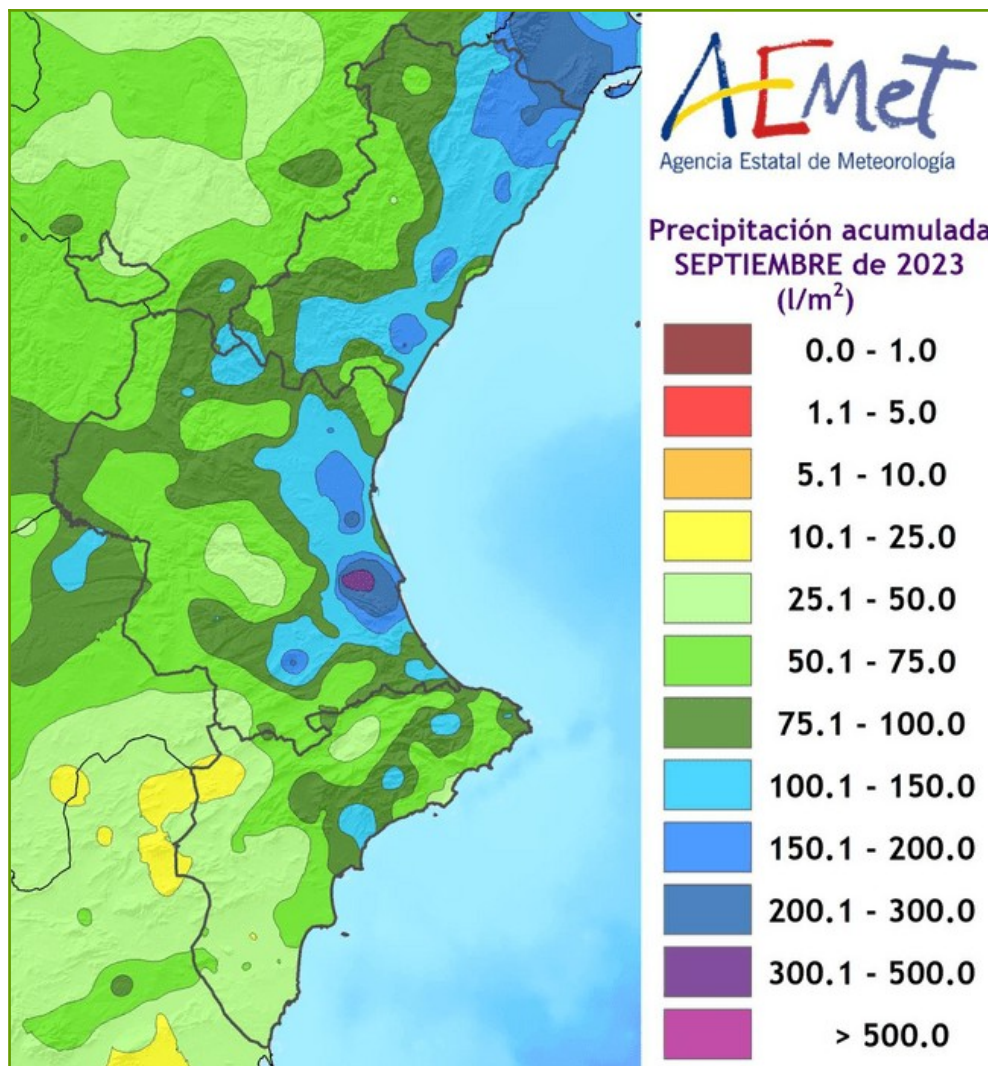 AEMet
Agencia Estatal de Meteorología
Precipitación acumulada
SEPTIEMBRE de 2023
(l/m²)
0.0 - 1.0
1.1 - 5.0
5.1 - 10.0
10.1 - 25.0
25.1 - 50.0
50.1 - 75.0
75.1 - 100.0
100.1 - 150.0
150.1 - 200.0
200.1 - 300.0
300.1 - 500.0
> 500.0